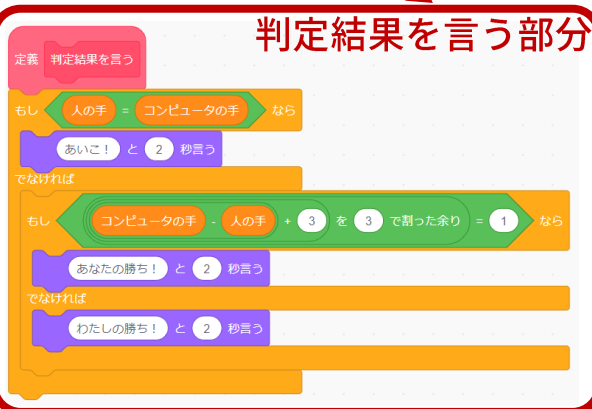 判定結果を言う部分
定義 判定結果を言う
もし 人の手 = コンピュータの手 なら
あいこ！ と 2 秒言う
でなければ
もし コンピュータの手 - 人の手 + 3 を 3 で割った余り = 1 なら
あなたの勝ち！ と 2 秒言う
でなければ
わたしの勝ち！ と 2 秒言う